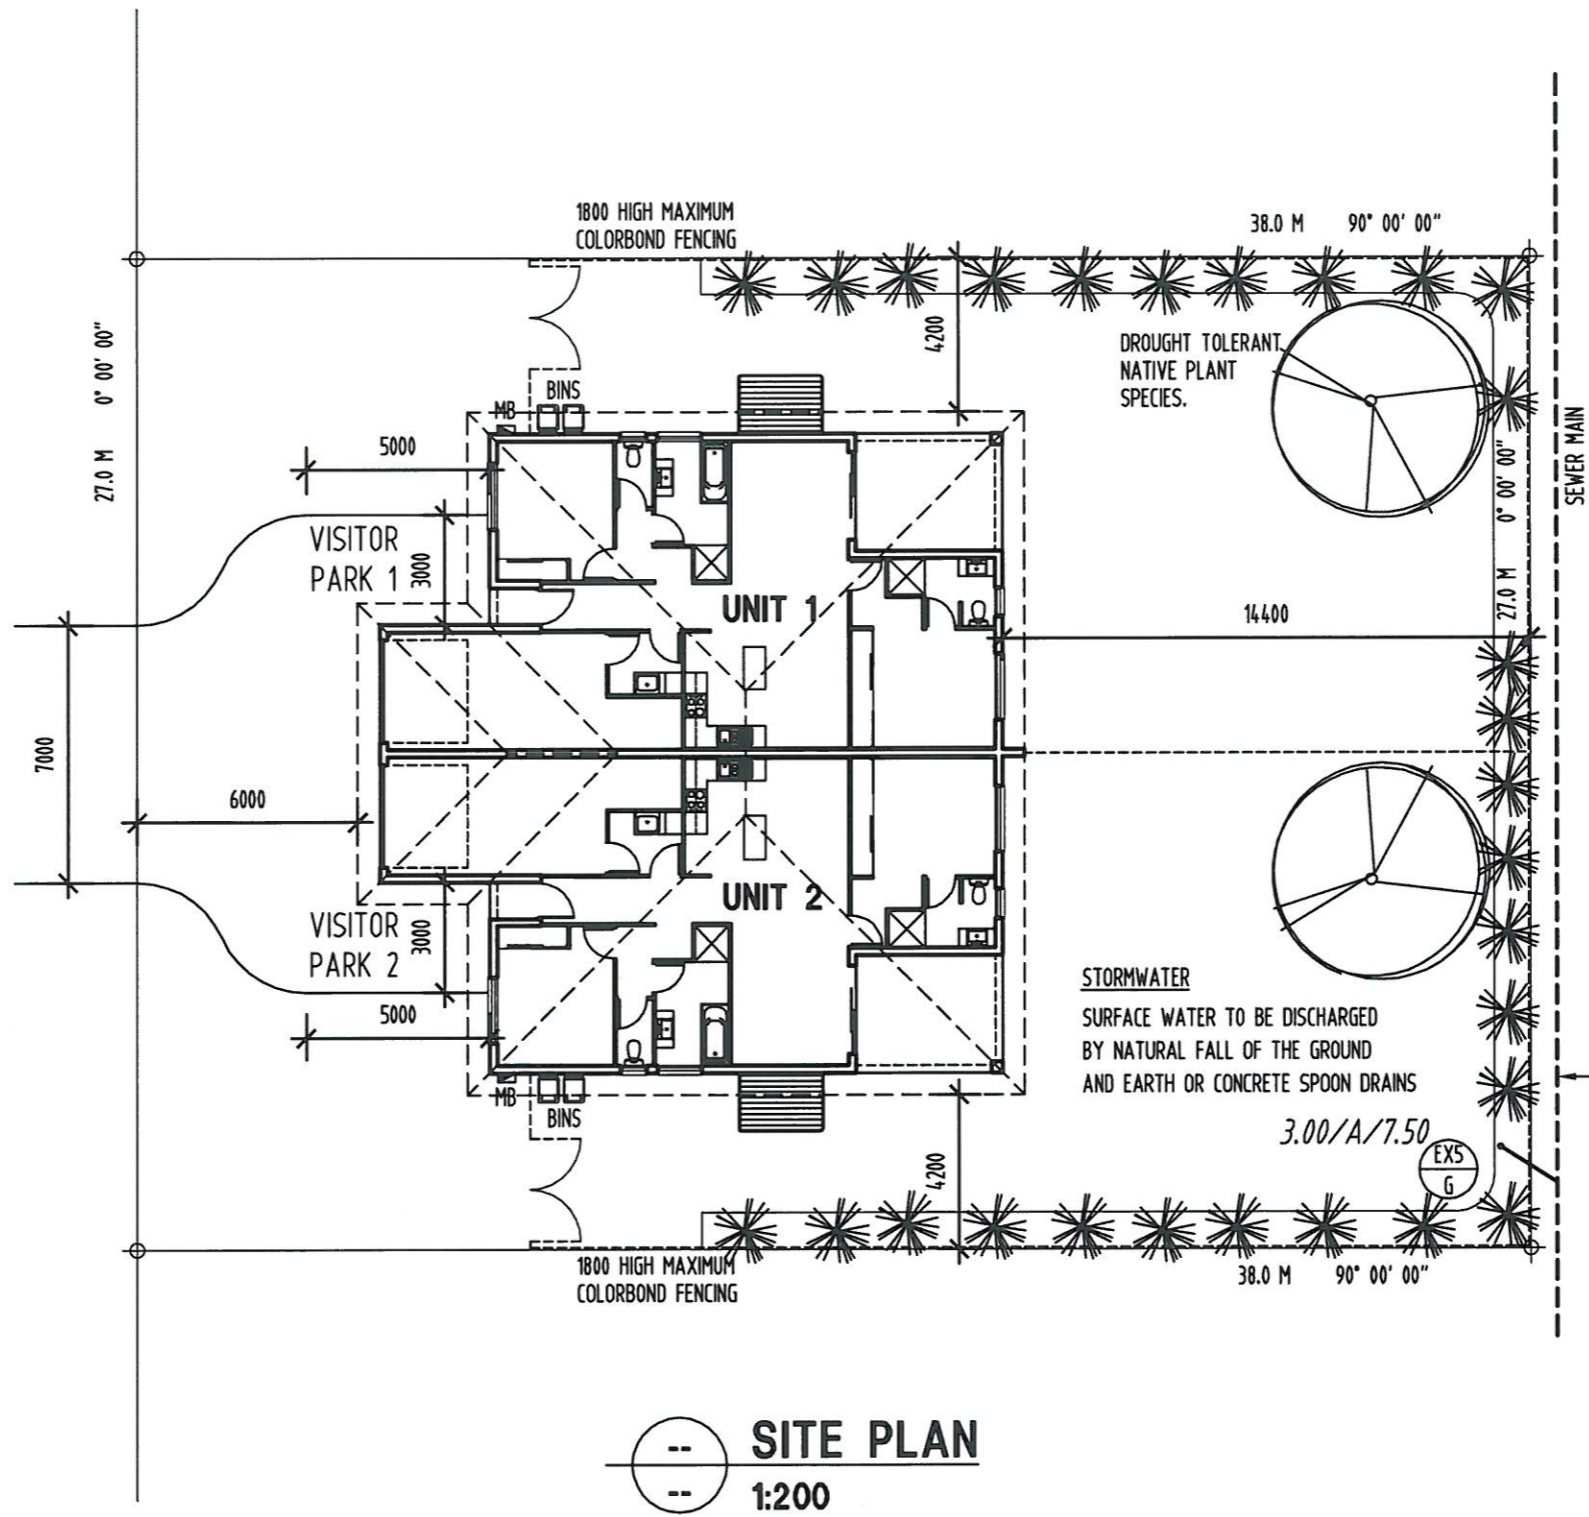 1800 HIGH MAXIMUM
COLORBOND FENCING
38.0 M 90° 00' 00"
27.0 M 0° 00' 00"
4200
DROUGHT TOLERANT
NATIVE PLANT
SPECIES.
BINS
MB
5000
SEWER MAIN
27.0 M 0° 00' 00"
VISITOR
PARK 1
3000
UNIT 1
14400
7000
6000
UNIT 2
VISITOR
PARK 2
3000
5000
STORMWATER
SURFACE WATER TO BE DISCHARGED
BY NATURAL FALL OF THE GROUND
AND EARTH OR CONCRETE SPOON DRAINS
MB
BINS
3.00/A/7.50
EX5
G
4200
1800 HIGH MAXIMUM
COLORBOND FENCING
38.0 M 90° 00' 00"
--
SITE PLAN
--
1:200